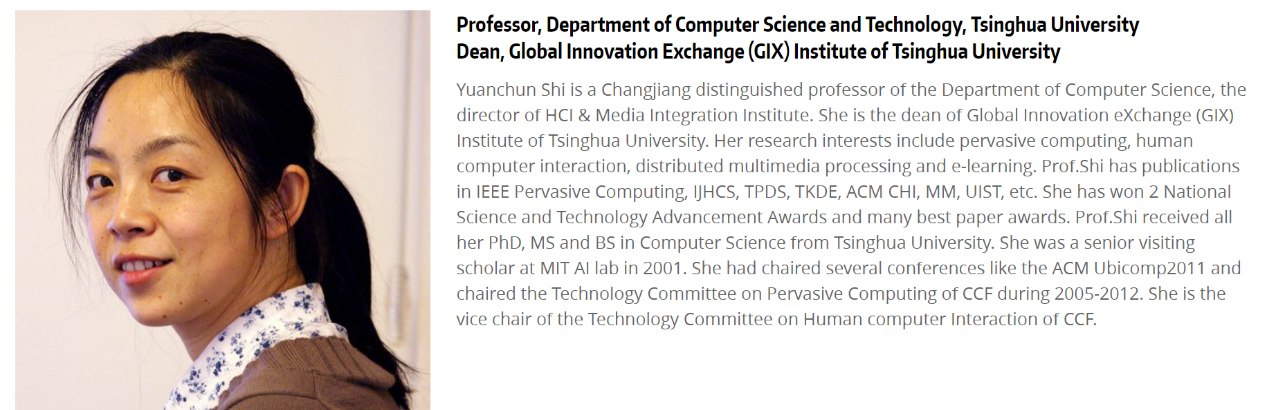 Professor, Department of Computer Science and Technology, Tsinghua University
Dean, Global Innovation Exchange (GIX) Institute of Tsinghua University
Yuanchun Shi is a Changjiang distinguished professor of the Department of Computer Science, the
director of HCI & Media Integration Institute. She is the dean of Global Innovation eXchange (GIX)
Institute of Tsinghua University. Her research interests include pervasive computing, human
computer interaction, distributed multimedia processing and e-learning. Prof.Shi has publications
in IEEE Pervasive Computing, IJHCS, TPDS, TKDE, ACM CHI, MM, UIST, etc. She has won 2 National
Science and Technology Advancement Awards and many best paper awards. Prof.Shi received all
her PhD, MS and BS in Computer Science from Tsinghua University. She was a senior visiting
scholar at MIT AI lab in 2001. She had chaired several conferences like the ACM Ubicomp2011 and
chaired the Technology Committee on Pervasive Computing of CCF during 2005-2012. She is the
vice chair of the Technology Committee on Human computer Interaction of CCF.